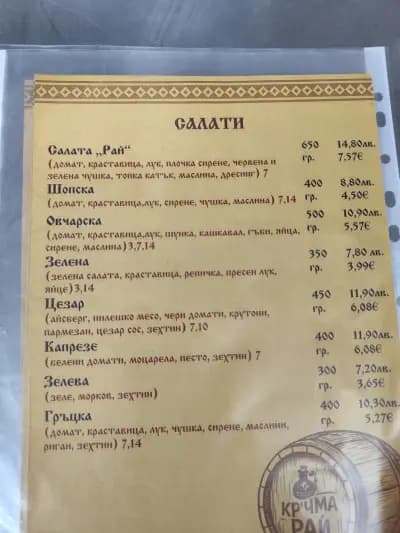 САЛАТИ
Салата „Рай“ 650 14,80лв.
(домат, краставица, лук, плочка сирене, червена и гр. 7,57€
зелена чушка, топка катък, маслина, дресинг) 7
Шопска 400 8,80лв.
(домат, краставица,лук, сирене, чушка, маслина) 7,14 гр. 4,50€
Овчарска 500 10,90лв.
(домат, краставица,лук, шунка, кашкавал, гъби, яйца, гр. 5,57€
сирене, маслина)3,7,14
Зелена 350 7,80 лв.
(зелена салата, краставица, репичка, пресен лук, гр. 3,99€
яйце)3,14
Цезар 450 11,90лв.
(айсберг, пилешко месо, чери домати, крутони, гр. 6,08€
пармезан, цезар сос, зехтин) 7,10
Капрезе 400 11,90лв.
(белени домати, моцарела, песто, зехтин) 7 гр. 6,08€
Зелева 300 7,20лв.
(зеле, морков, зехтин) гр. 3,65€
Гръцка 400 10,30лв.
(домат, краставица, лук, чушка, сирене, маслини, гр. 5,27€
риган, зехтин) 7,14
КРЪЧМА
РАЙ